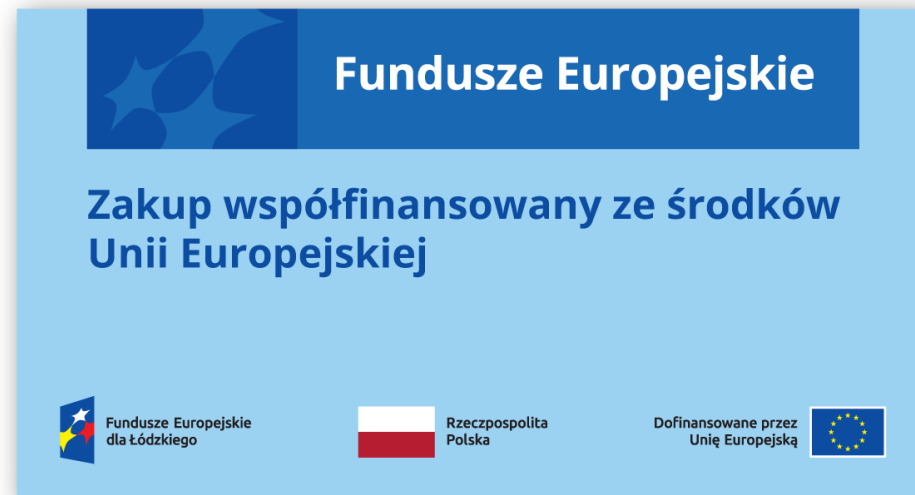 Fundusze Europejskie
Zakup współfinansowany ze środków
Unii Europejskiej
Fundusze Europejskie
dla Łódzkiego
Rzeczpospolita
Polska
Dofinansowane przez
Unię Europejską